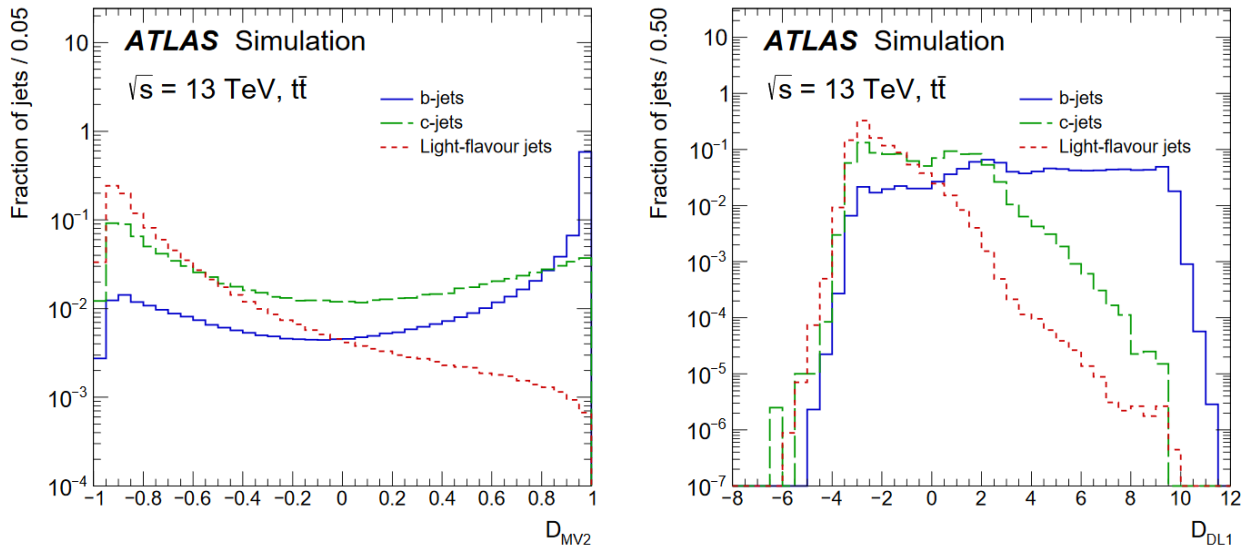 ATLAS Simulation
√s = 13 TeV, tt̄
b-jets
c-jets
Light-flavour jets
Fraction of jets / 0.05
10
1
10⁻¹
10⁻²
10⁻³
10⁻⁴
−1 −0.8 −0.6 −0.4 −0.2 0 0.2 0.4 0.6 0.8 1
D_MV2
ATLAS Simulation
√s = 13 TeV, tt̄
b-jets
c-jets
Light-flavour jets
Fraction of jets / 0.50
10
1
10⁻¹
10⁻²
10⁻³
10⁻⁴
10⁻⁵
10⁻⁶
10⁻⁷
−8 −6 −4 −2 0 2 4 6 8 10 12
D_DL1